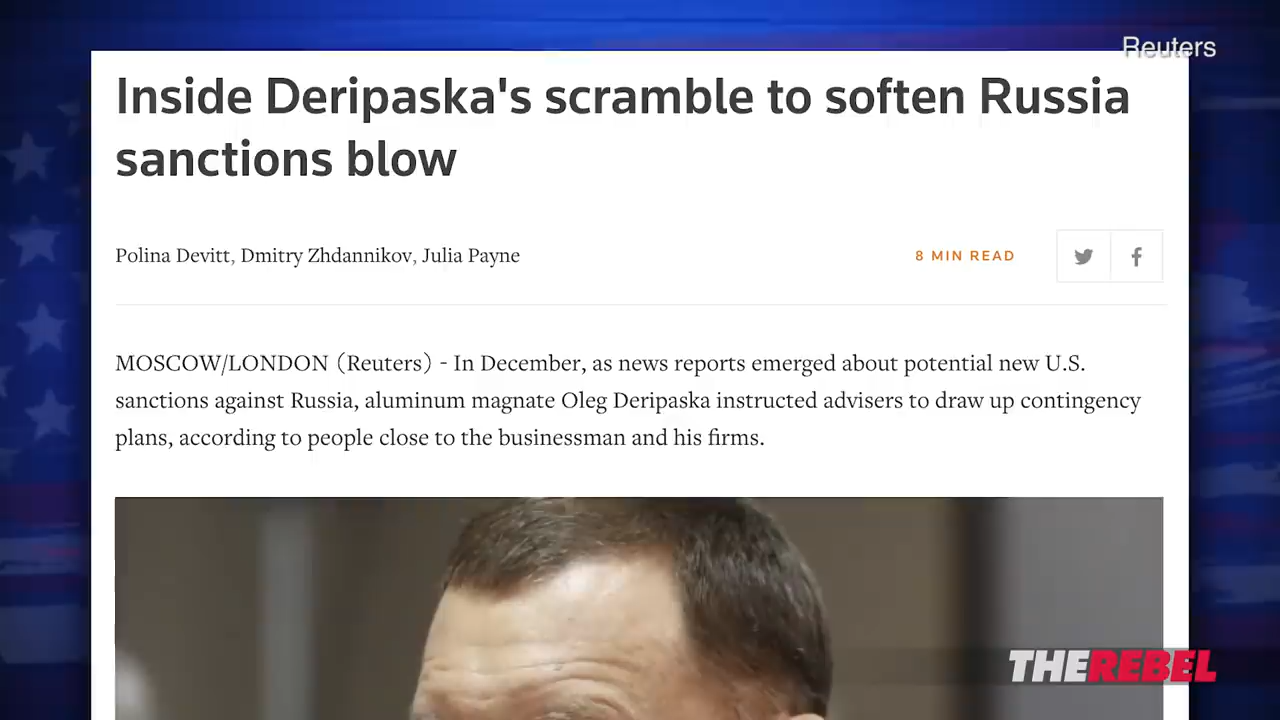 Reuters
Inside Deripaska's scramble to soften Russia
sanctions blow
Polina Devitt, Dmitry Zhdannikov, Julia Payne
8 MIN READ
MOSCOW/LONDON (Reuters) - In December, as news reports emerged about potential new U.S.
sanctions against Russia, aluminum magnate Oleg Deripaska instructed advisers to draw up contingency
plans, according to people close to the businessman and his firms.
THEREBEL